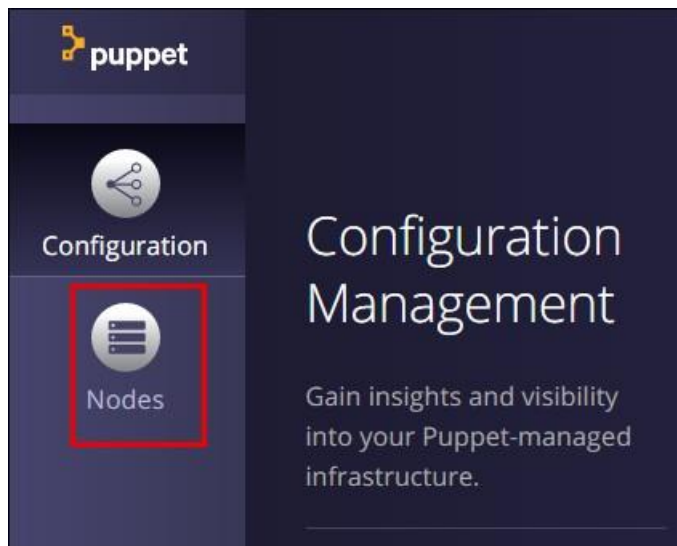 puppet
Configuration
Nodes
Configuration
Management
Gain insights and visibility
into your Puppet-managed
infrastructure.